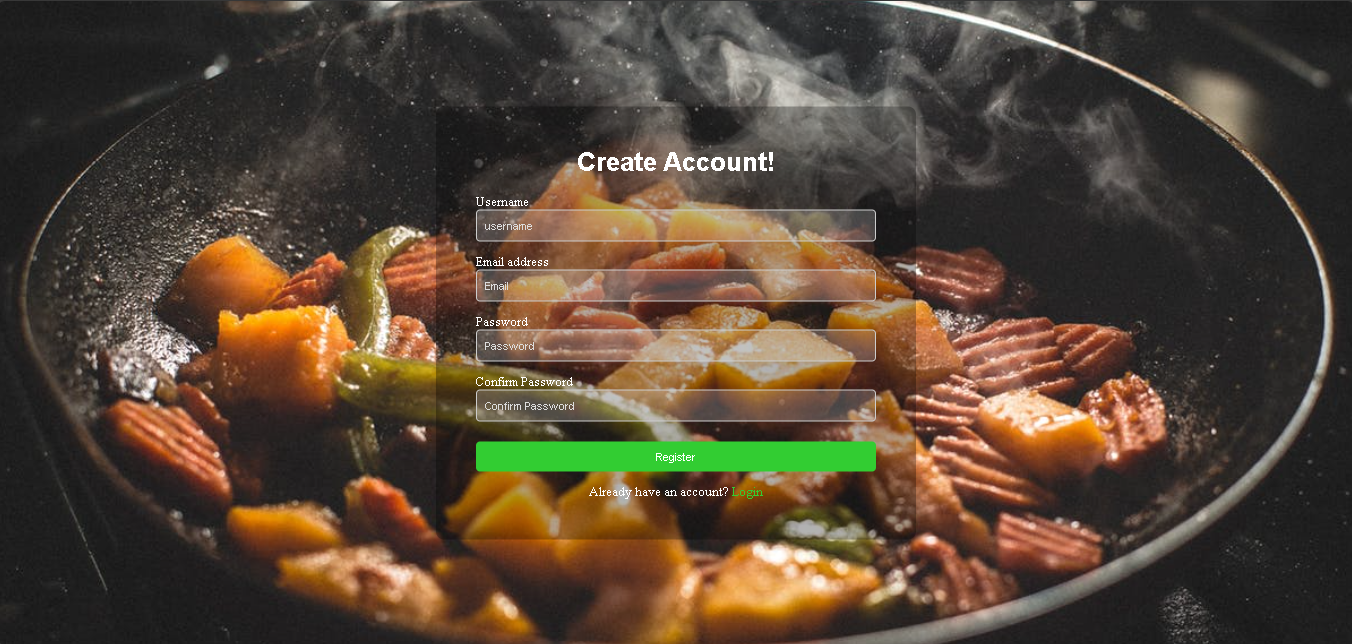 Create Account!
Username
username
Email address
Email
Password
Password
Confirm Password
Confirm Password
Register
Already have an account? Login